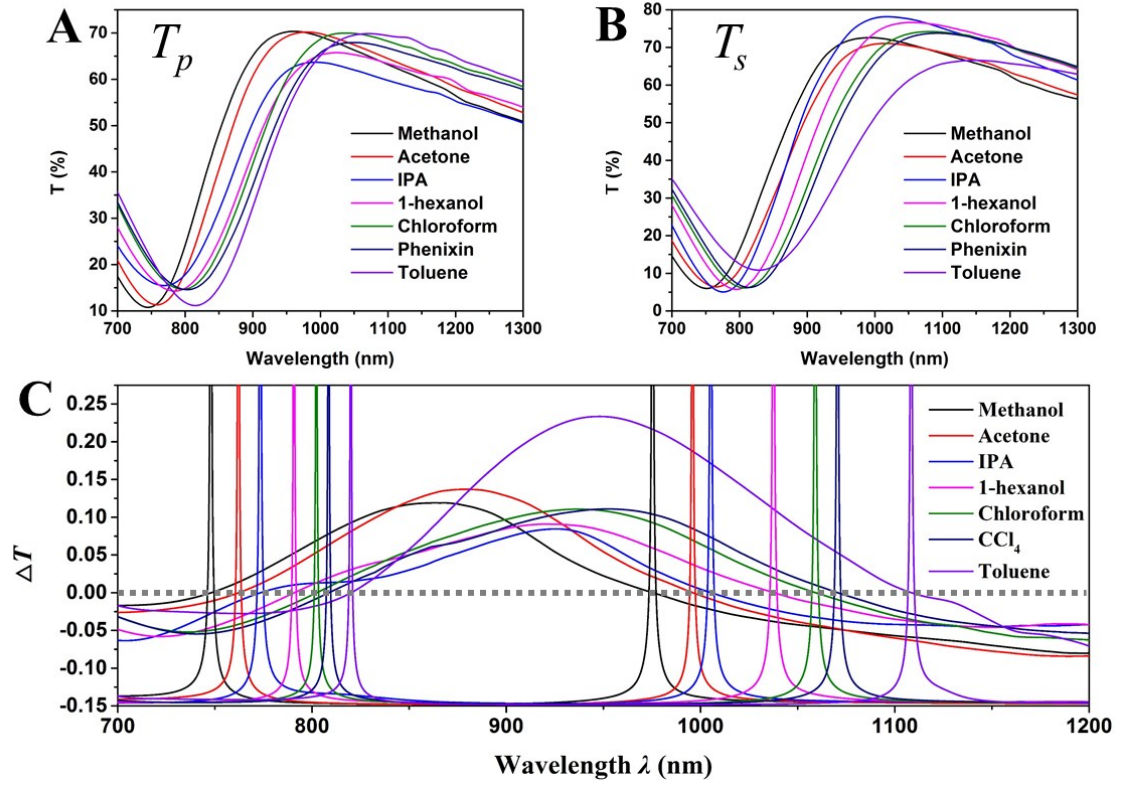 A
Tp
T (%)
70
60
50
40
30
20
10
700 800 900 1000 1100 1200 1300
Wavelength (nm)
Methanol
Acetone
IPA
1-hexanol
Chloroform
Phenixin
Toluene
B
Ts
T (%)
80
70
60
50
40
30
20
10
0
700 800 900 1000 1100 1200 1300
Wavelength (nm)
Methanol
Acetone
IPA
1-hexanol
Chloroform
Phenixin
Toluene
C
△T
0.25
0.20
0.15
0.10
0.05
0.00
-0.05
-0.10
-0.15
700 800 900 1000 1100 1200
Wavelength λ (nm)
Methanol
Acetone
IPA
1-hexanol
Chloroform
CCl4
Toluene